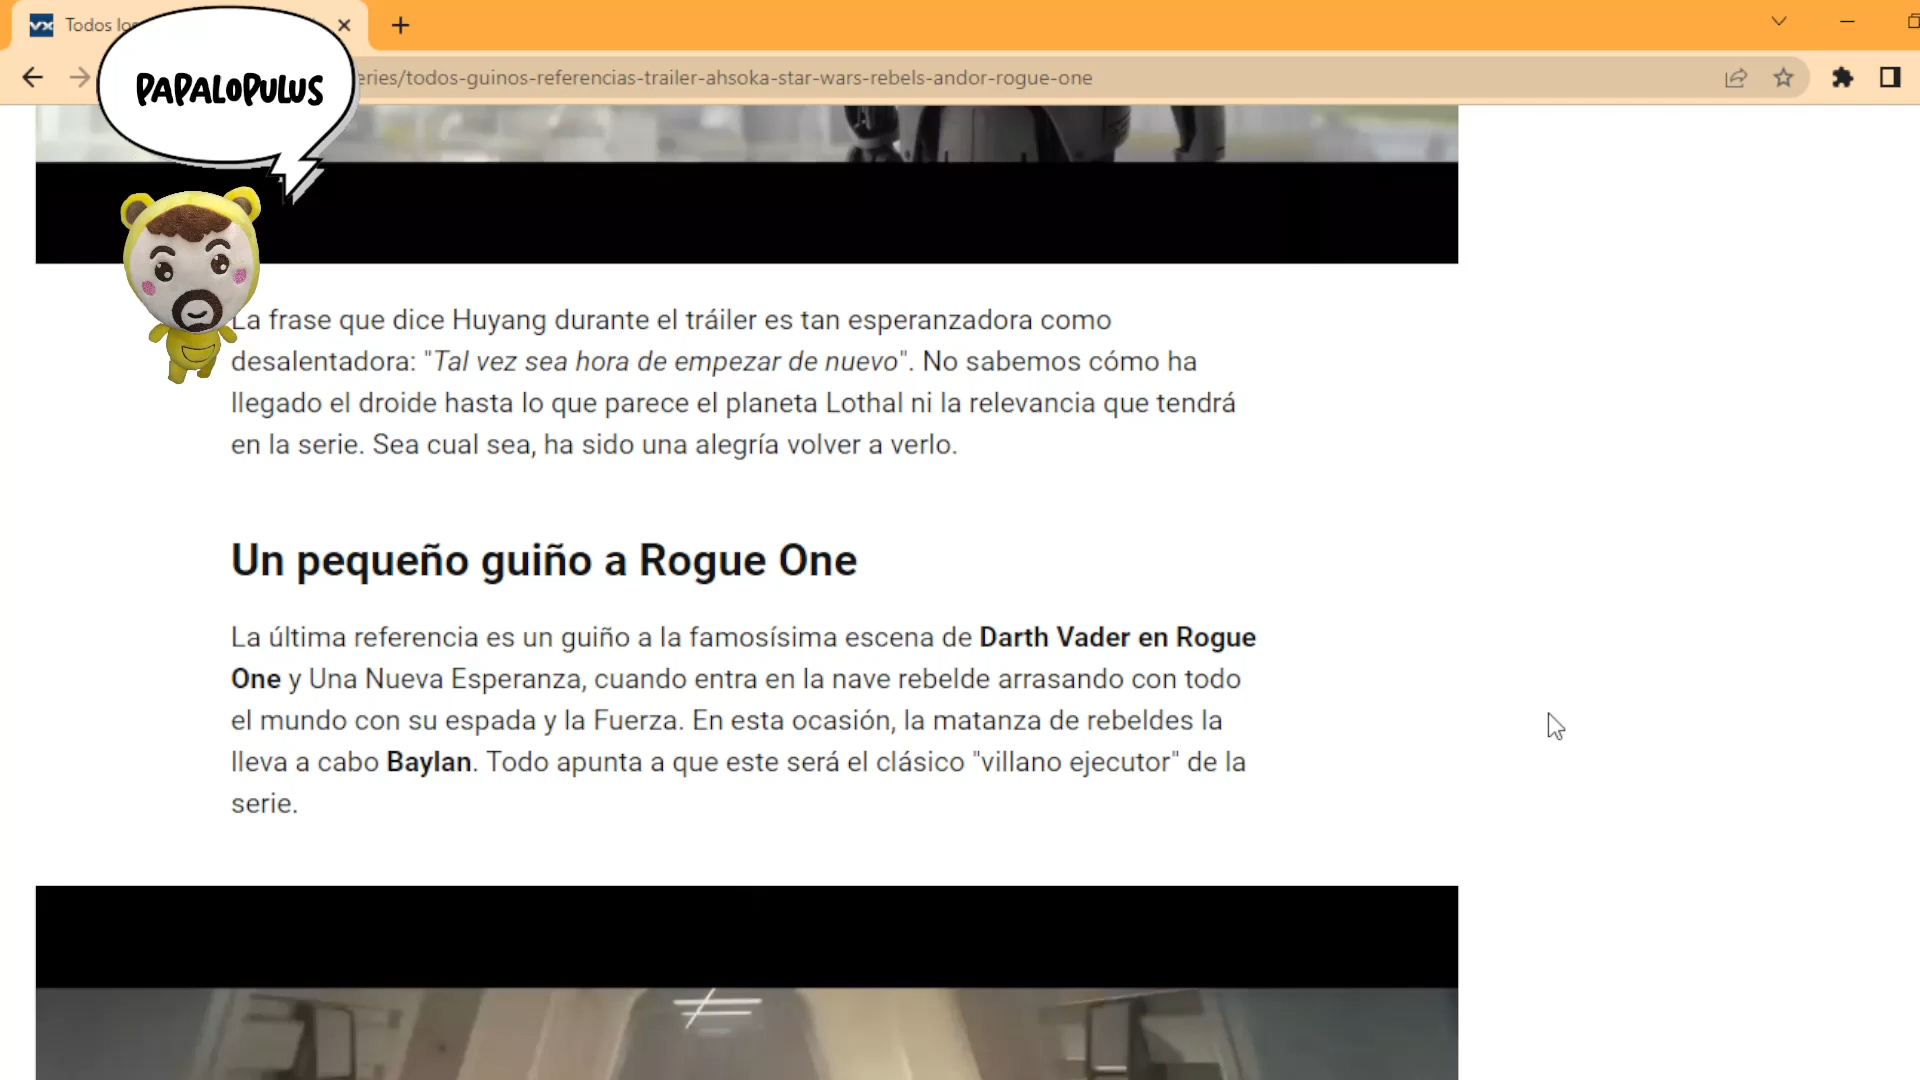 Todos los
PAPALOPULUS
eries/todos-guinos-referencias-trailer-ahsoka-star-wars-rebels-andor-rogue-one
La frase que dice Huyang durante el tráiler es tan esperanzadora como
desalentadora: "Tal vez sea hora de empezar de nuevo". No sabemos cómo ha
llegado el droide hasta lo que parece el planeta Lothal ni la relevancia que tendrá
en la serie. Sea cual sea, ha sido una alegría volver a verlo.
Un pequeño guiño a Rogue One
La última referencia es un guiño a la famosísima escena de Darth Vader en Rogue
One y Una Nueva Esperanza, cuando entra en la nave rebelde arrasando con todo
el mundo con su espada y la Fuerza. En esta ocasión, la matanza de rebeldes la
lleva a cabo Baylan. Todo apunta a que este será el clásico "villano ejecutor" de la
serie.